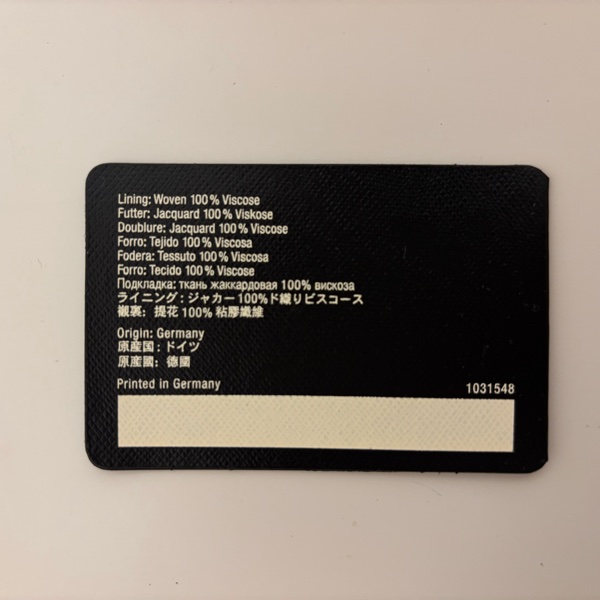 Lining: Woven 100 % Viscose
Futter: Jacquard 100 % Viskose
Doublure: Jacquard 100 % Viscose
Forro: Tejido 100 % Viscosa
Fodera: Tessuto 100 % Viscosa
Forro: Tecido 100 % Viscose
Подкладка: ткань жаккардовая 100% вискоза
ライニング : ジャカー100%ド織りビスコース
襯裏: 提花 100% 粘膠纖維
Origin: Germany
原産国 : ドイツ
原産國: 德國
Printed in Germany
1031548